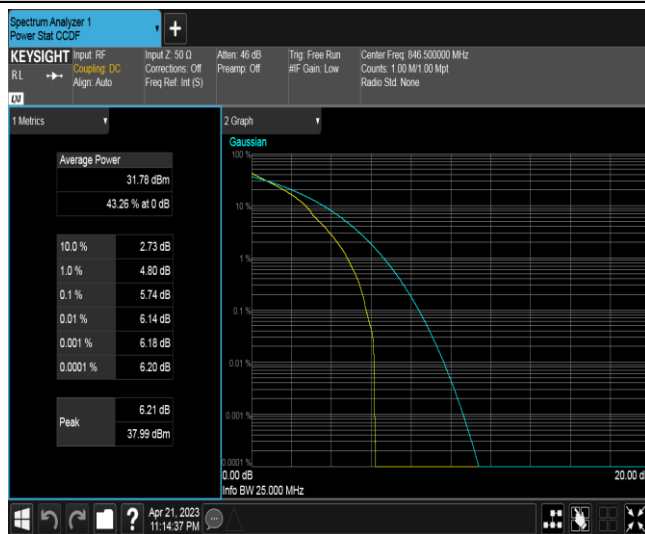 Spectrum Analyzer 1
Power Stat CCDF
+
KEYSIGHT
RL
LXI
Input: RF
Coupling: DC
Align: Auto
Input Z: 50 Ω
Corrections: Off
Freq Ref: Int (S)
Atten: 46 dB
Preamp: Off
Trig: Free Run
#IF Gain: Low
Center Freq: 846.500000 MHz
Counts: 1.00 M/1.00 Mpt
Radio Std: None
1 Metrics
Average Power
31.78 dBm
43.26 % at 0 dB
10.0 % 2.73 dB
1.0 % 4.80 dB
0.1 % 5.74 dB
0.01 % 6.14 dB
0.001 % 6.18 dB
0.0001 % 6.20 dB
Peak
6.21 dB
37.99 dBm
2 Graph
Gaussian
100 %
10 %
1 %
0.1 %
0.01 %
0.001 %
0.0001 %
0.00 dB
20.00 d
Info BW 25.000 MHz
?
Apr 21, 2023
11:14:37 PM